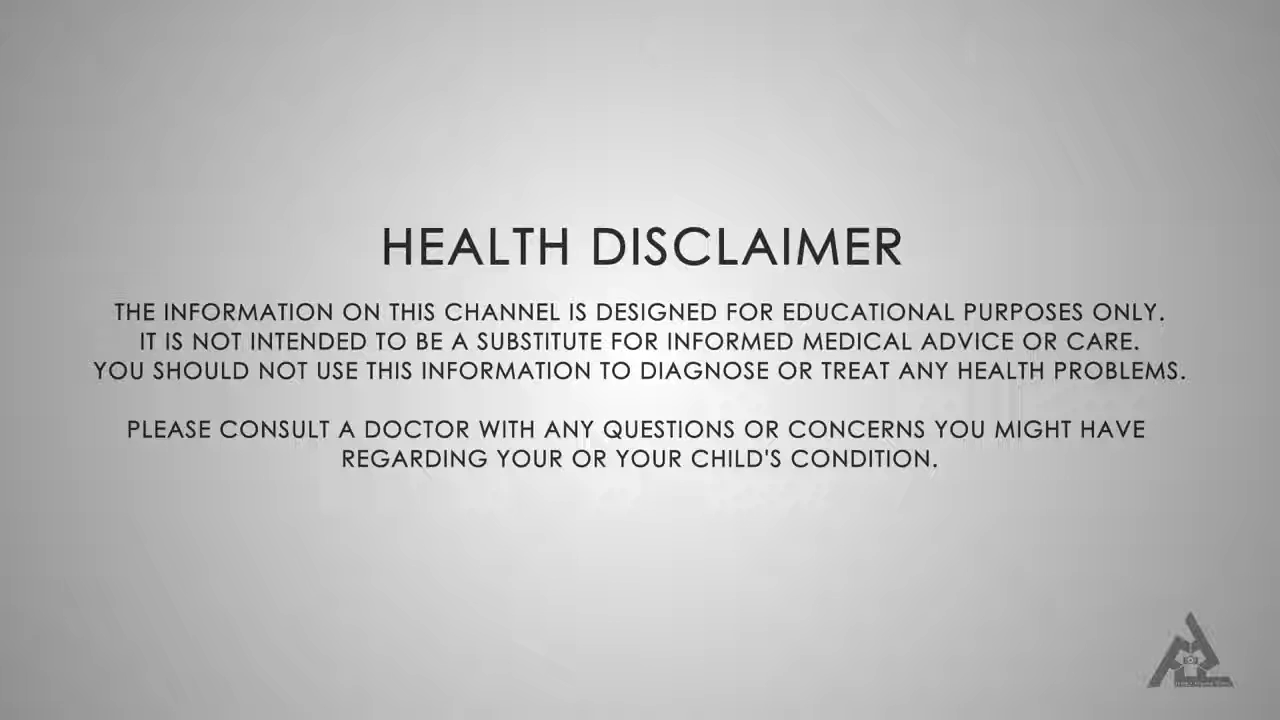 HEALTH DISCLAIMER
THE INFORMATION ON THIS CHANNEL IS DESIGNED FOR EDUCATIONAL PURPOSES ONLY.
IT IS NOT INTENDED TO BE A SUBSTITUTE FOR INFORMED MEDICAL ADVICE OR CARE.
YOU SHOULD NOT USE THIS INFORMATION TO DIAGNOSE OR TREAT ANY HEALTH PROBLEMS.
PLEASE CONSULT A DOCTOR WITH ANY QUESTIONS OR CONCERNS YOU MIGHT HAVE
REGARDING YOUR OR YOUR CHILD'S CONDITION.